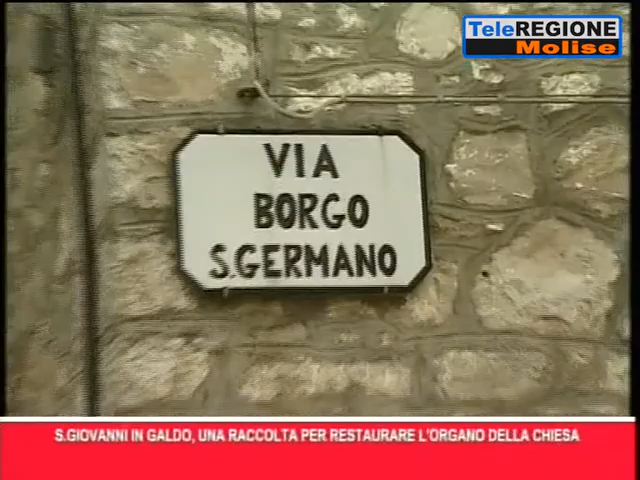 TeleREGIONE
Molise
VIA
BORGO
S.GERMANO
S.GIOVANNI IN GALDO, UNA RACCOLTA PER RESTAURARE L'ORGANO DELLA CHIESA